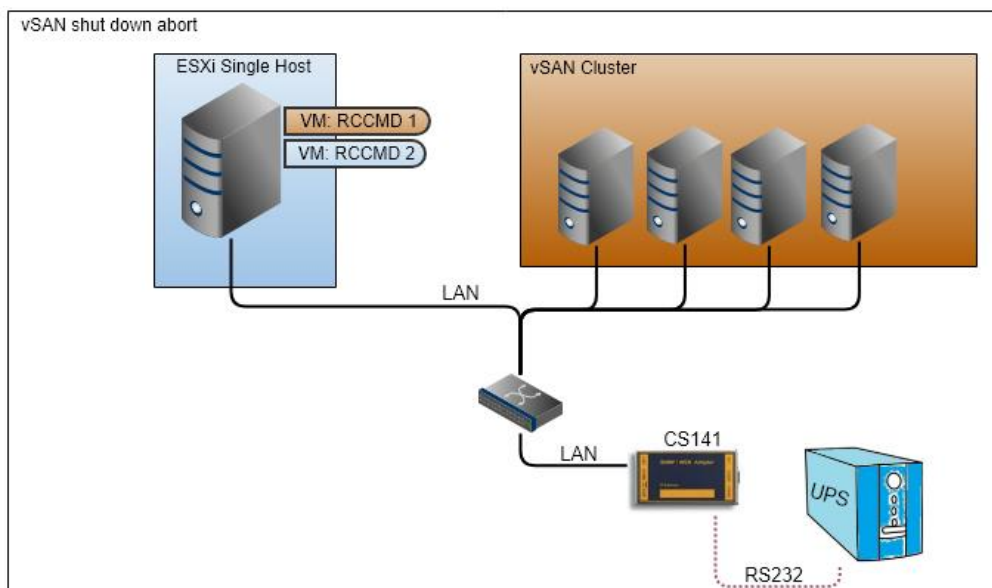 vSAN shut down abort
ESXi Single Host
vSAN Cluster
VM: RCCMD 1
VM: RCCMD 2
LAN
CS141
LAN
UPS
RS232